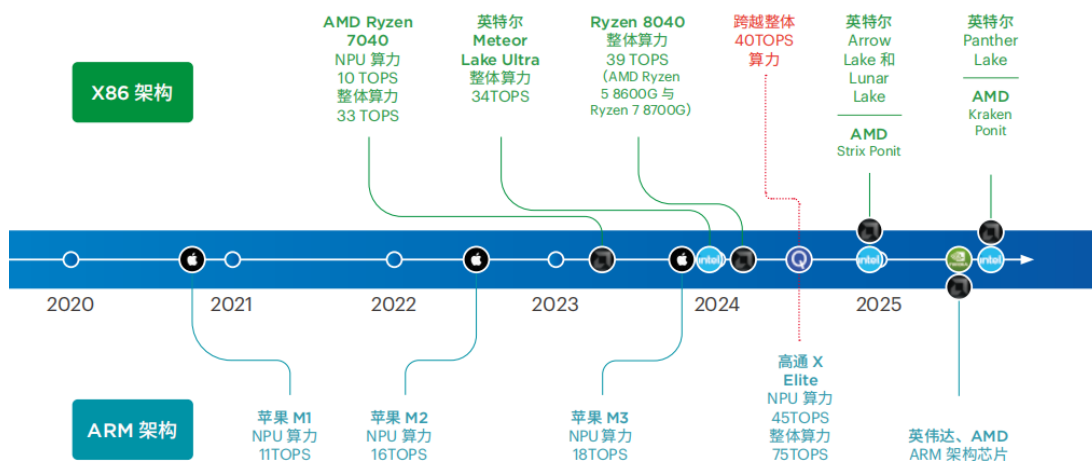 X86 架构
AMD Ryzen
7040
NPU 算力
10 TOPS
整体算力
33 TOPS
英特尔
Meteor
Lake Ultra
整体算力
34TOPS
Ryzen 8040
整体算力
39 TOPS
（AMD Ryzen
5 8600G 与
Ryzen 7 8700G）
跨越整体
40TOPS
算力
英特尔
Arrow
Lake 和
Lunar
Lake
AMD
Strix Ponit
英特尔
Panther
Lake
AMD
Kraken
Ponit
intel
intel
intel
2020
2021
2022
2023
2024
2025
ARM 架构
苹果 M1
NPU 算力
11TOPS
苹果 M2
NPU 算力
16TOPS
苹果 M3
NPU 算力
18TOPS
高通 X
Elite
NPU 算力
45TOPS
整体算力
75TOPS
英伟达、AMD
ARM 架构芯片